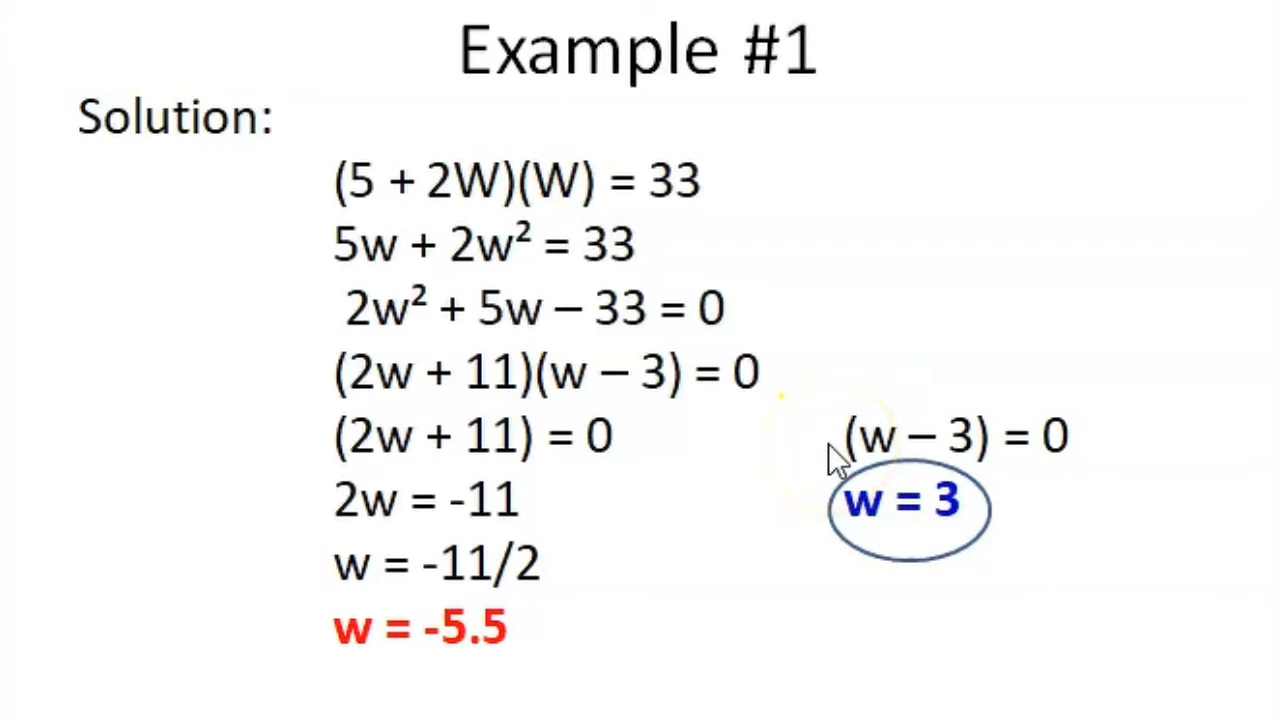 Example #1
Solution:
(5 + 2W)(W) = 33
5w + 2w² = 33
2w² + 5w – 33 = 0
(2w + 11)(w – 3) = 0
(2w + 11) = 0 (w – 3) = 0
2w = -11 w = 3
w = -11/2
w = -5.5